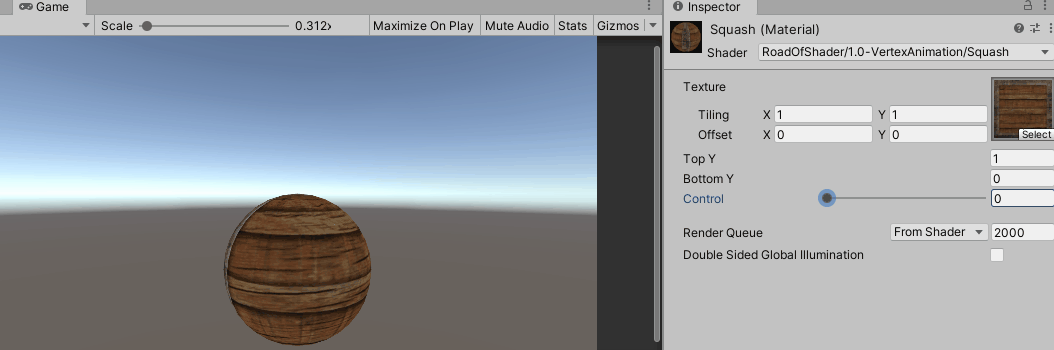 Game
Scale 0.312x Maximize On Play Mute Audio Stats Gizmos
Inspector
Squash (Material)
Shader RoadOfShader/1.0-VertexAnimation/Squash
Texture
Tiling X 1 Y 1
Offset X 0 Y 0
Select
Top Y 1
Bottom Y 0
Control 0
Render Queue From Shader 2000
Double Sided Global Illumination